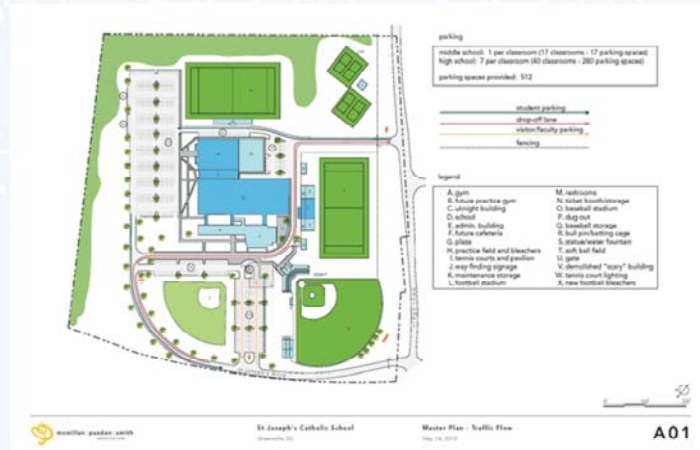 parking
middle school: 1 per classroom (17 classrooms - 17 parking spaces)
high school: 7 per classroom (40 classrooms - 280 parking spaces)
parking spaces provided: 512
student parking
drop-off lane
visitor/faculty parking
fencing
legend
A. gym
B. future practice gym
C. uknight building
D. school
E. admin. building
F. future cafeteria
G. plaza
H. practice field and bleachers
I. tennis courts and pavilion
J. way-finding signage
K. maintenance storage
L. football stadium
M. restrooms
N. ticket booth/storage
O. baseball stadium
P. dug-out
Q. baseball storage
R. bull pin/batting cage
S. statue/water fountain
T. soft ball field
U. gate
V. demolished "scary" building
W. tennis court lighting
X. new football bleachers
mcmillan | pazdan | smith
St Joseph's Catholic School
Greenville, SC
Master Plan - Traffic Flow
A01